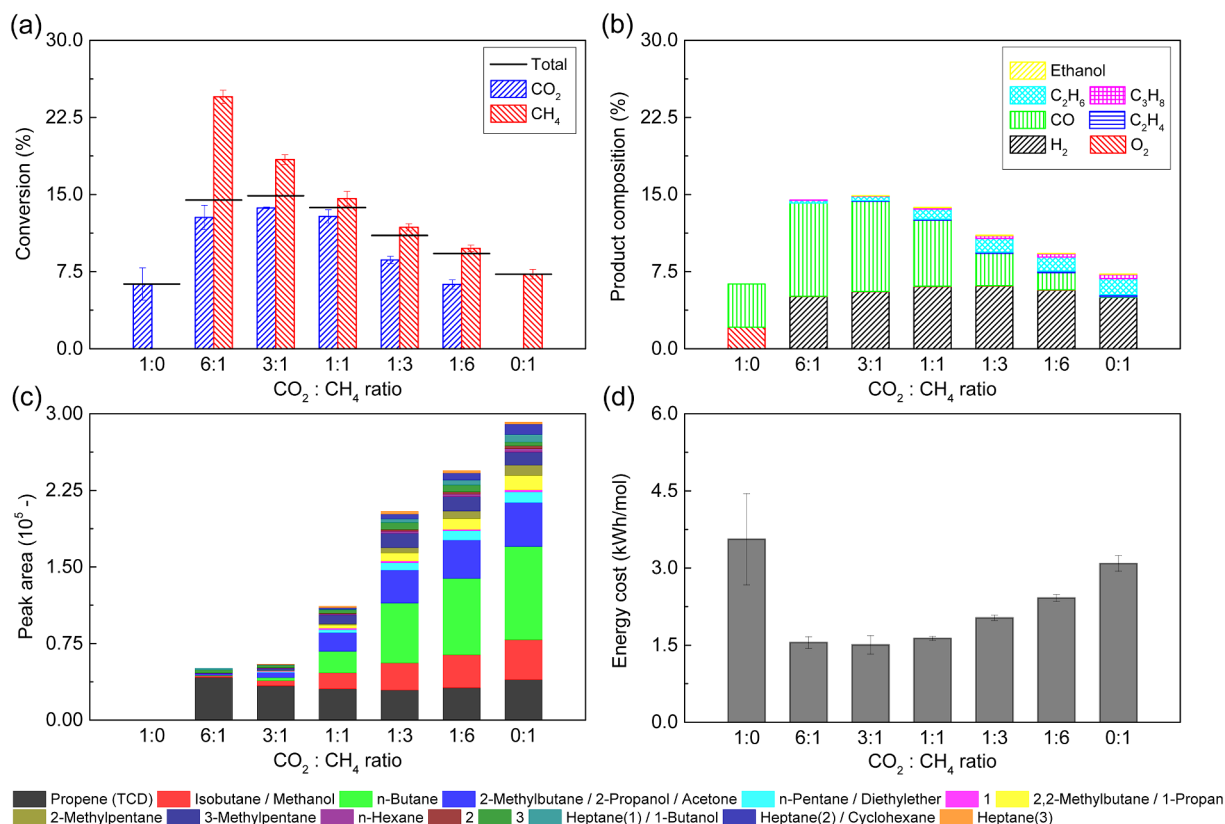 (a)
30.0
22.5
15.0
7.5
0.0
Conversion (%)
Total
CO₂
CH₄
1:0 6:1 3:1 1:1 1:3 1:6 0:1
CO₂ : CH₄ ratio
(b)
30.0
22.5
15.0
7.5
0.0
Product composition (%)
Ethanol
C₂H₆ C₃H₈
CO C₂H₄
H₂ O₂
1:0 6:1 3:1 1:1 1:3 1:6 0:1
CO₂ : CH₄ ratio
(c)
3.00
2.25
1.50
0.75
0.00
Peak area (10⁵ -)
1:0 6:1 3:1 1:1 1:3 1:6 0:1
CO₂ : CH₄ ratio
(d)
6.0
4.5
3.0
1.5
0.0
Energy cost (kWh/mol)
1:0 6:1 3:1 1:1 1:3 1:6 0:1
CO₂ : CH₄ ratio
Propene (TCD) Isobutane / Methanol n-Butane 2-Methylbutane / 2-Propanol / Acetone n-Pentane / Diethylether 1 2,2-Methylbutane / 1-Propan
2-Methylpentane 3-Methylpentane n-Hexane 2 3 Heptane(1) / 1-Butanol Heptane(2) / Cyclohexane Heptane(3)